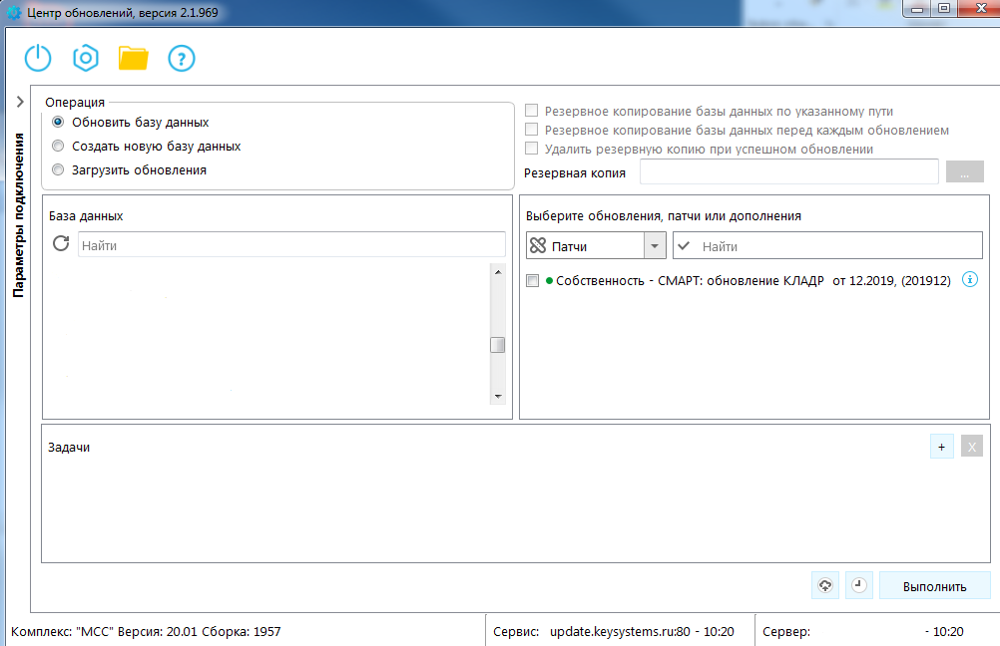 Центр обновлений, версия 2.1.969
Параметры подключения
Операция
Обновить базу данных
Создать новую базу данных
Загрузить обновления
Резервное копирование базы данных по указанному пути
Резервное копирование базы данных перед каждым обновлением
Удалить резервную копию при успешном обновлении
Резервная копия
...
База данных
Найти
Выберите обновления, патчи или дополнения
Патчи
Найти
Собственность - СМАРТ: обновление КЛАДР от 12.2019, (201912)
Задачи
+ X
Выполнить
Комплекс: "МСС" Версия: 20.01 Сборка: 1957
Сервис: update.keysystems.ru:80 - 10:20
Сервер: - 10:20